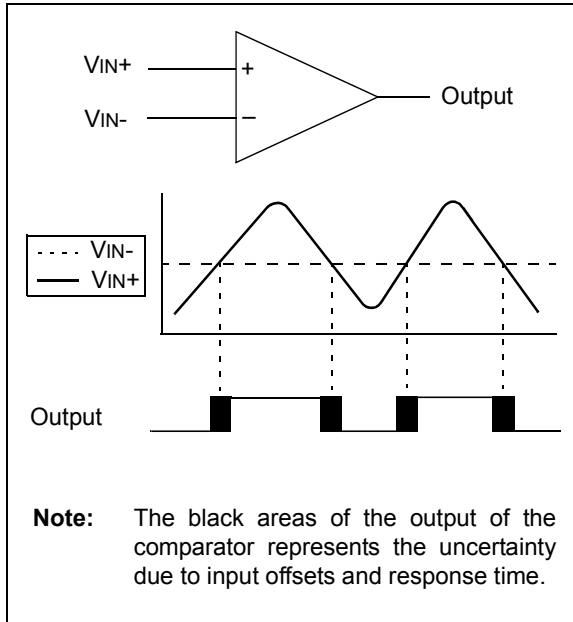 VIN+
+
Output
VIN-
–
VIN-
VIN+
Output
Note: The black areas of the output of the
comparator represents the uncertainty
due to input offsets and response time.